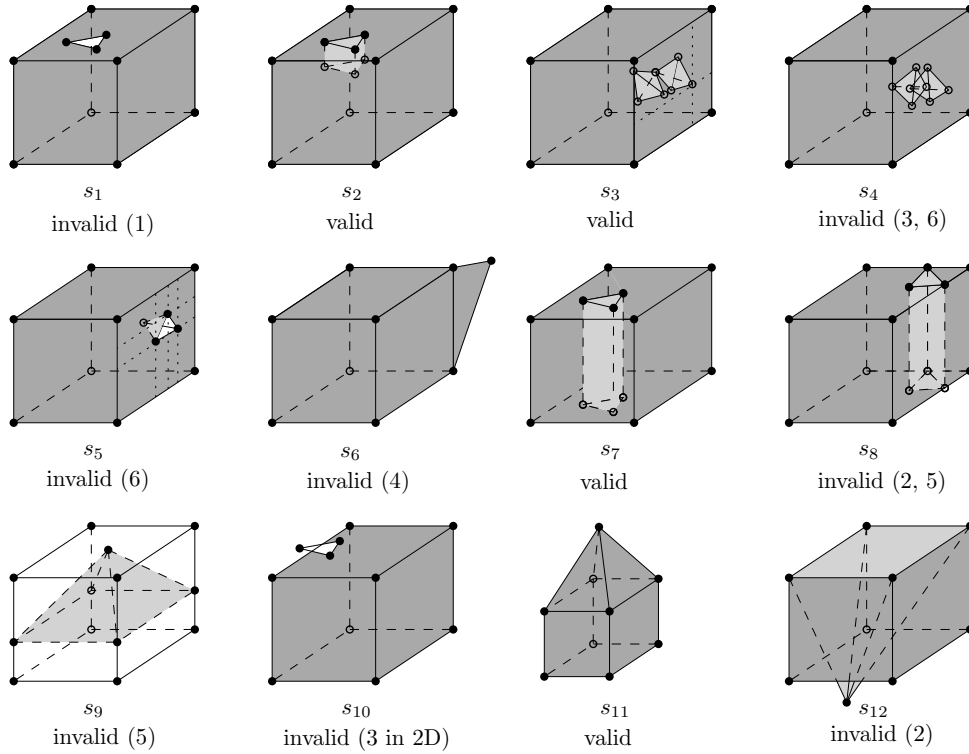 s1 s2 s3 s4
invalid (1) valid valid invalid (3, 6)
s5 s6 s7 s8
invalid (6) invalid (4) valid invalid (2, 5)
s9 s10 s11 s12
invalid (5) invalid (3 in 2D) valid invalid (2)